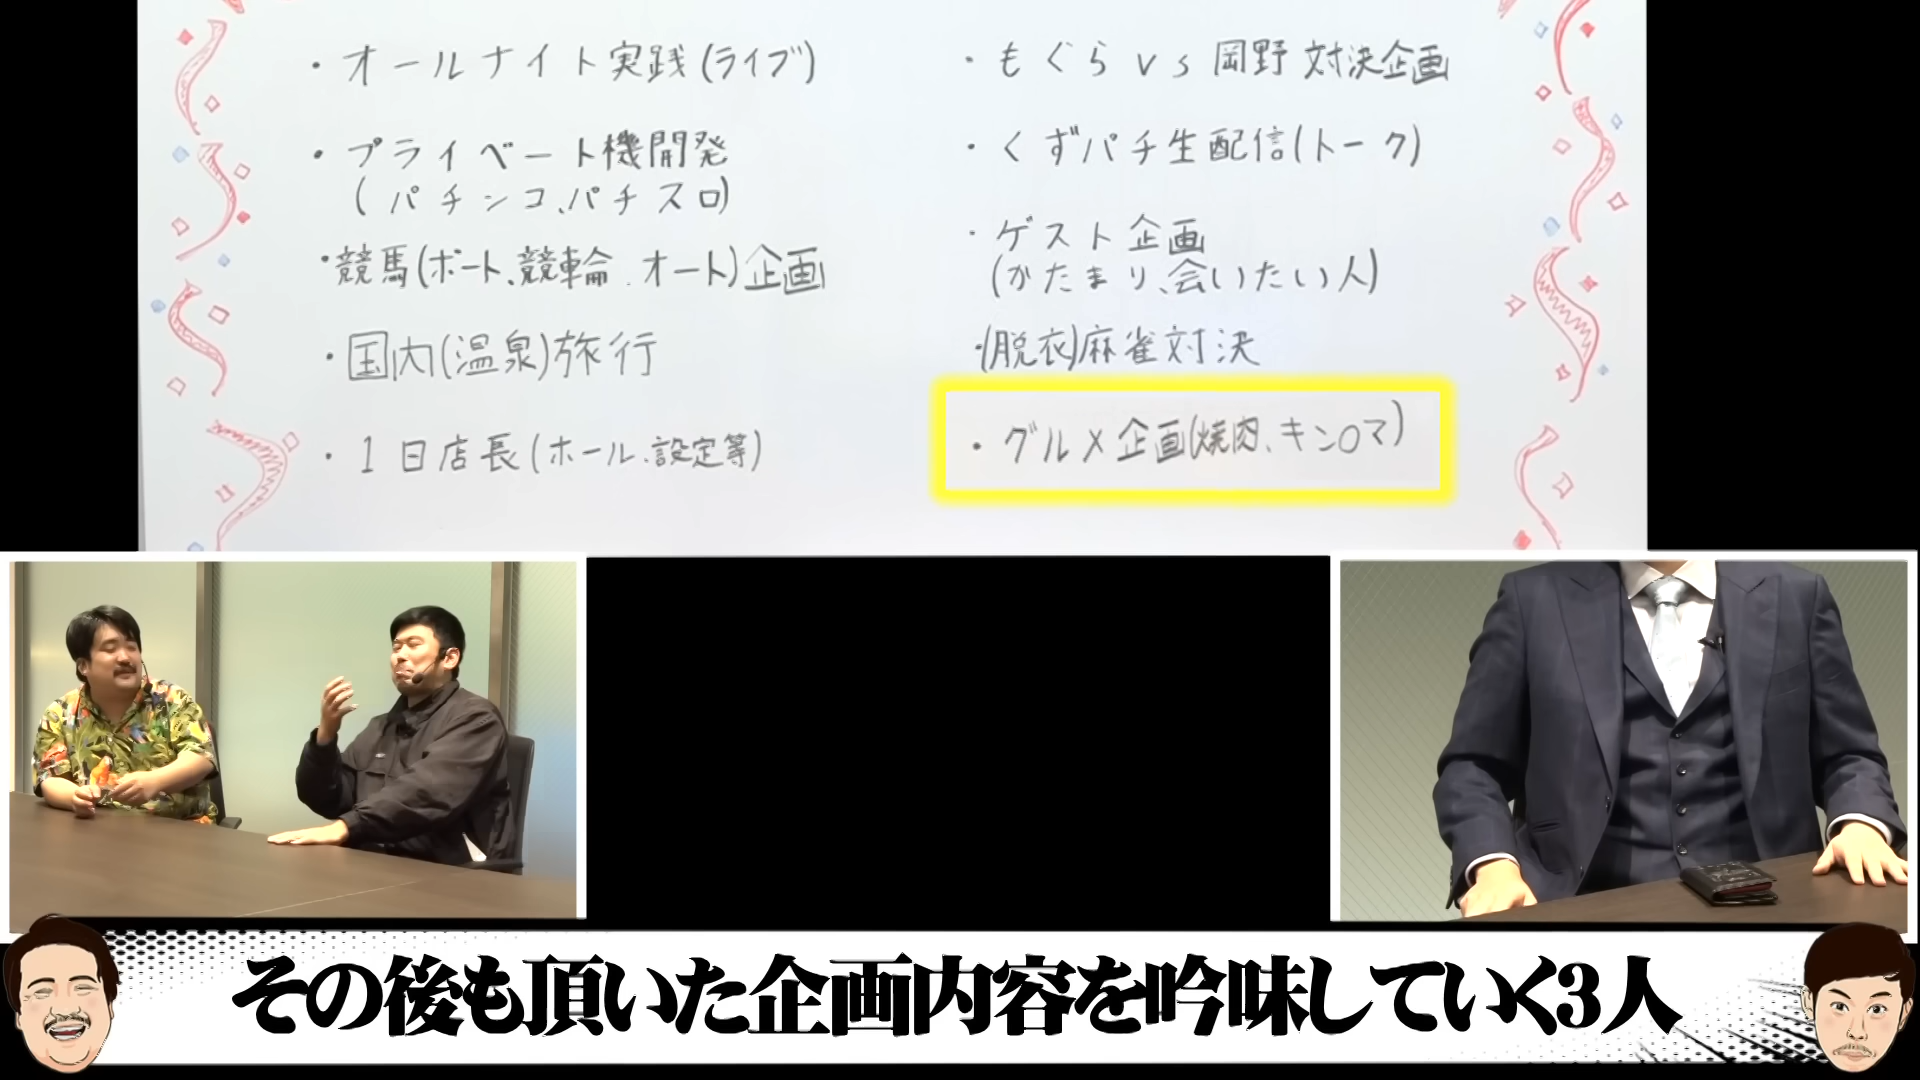 ・オールナイト実践(ライブ)
・プライベート機開発
(パチンコ、パチスロ)
・競馬(ボート、競輪、オート)企画
・国内(温泉)旅行
・1日店長(ホール、設定等)
・もぐらvs岡野対決企画
・くずパチ生配信(トーク)
・ゲスト企画
(かたまり、会いたい人)
・(脱衣)麻雀対決
・グルメ企画(焼肉、キン○マ)
その後も頂いた企画内容を吟味していく3人